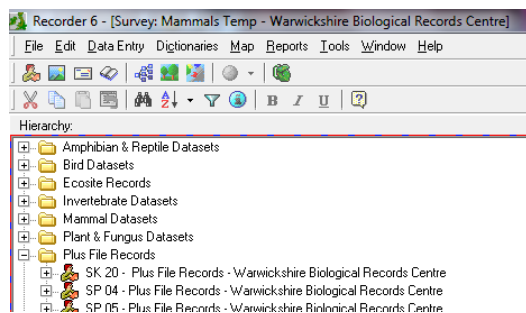 Recorder 6 - [Survey: Mammals Temp - Warwickshire Biological Records Centre]
File Edit Data Entry Dictionaries Map Reports Tools Window Help
B I U
Hierarchy:
Amphibian & Reptile Datasets
Bird Datasets
Ecosite Records
Invertebrate Datasets
Mammal Datasets
Plant & Fungus Datasets
Plus File Records
SK 20 - Plus File Records - Warwickshire Biological Records Centre
SP 04 - Plus File Records - Warwickshire Biological Records Centre
SP 05 - Plus File Records - Warwickshire Biological Records Centre